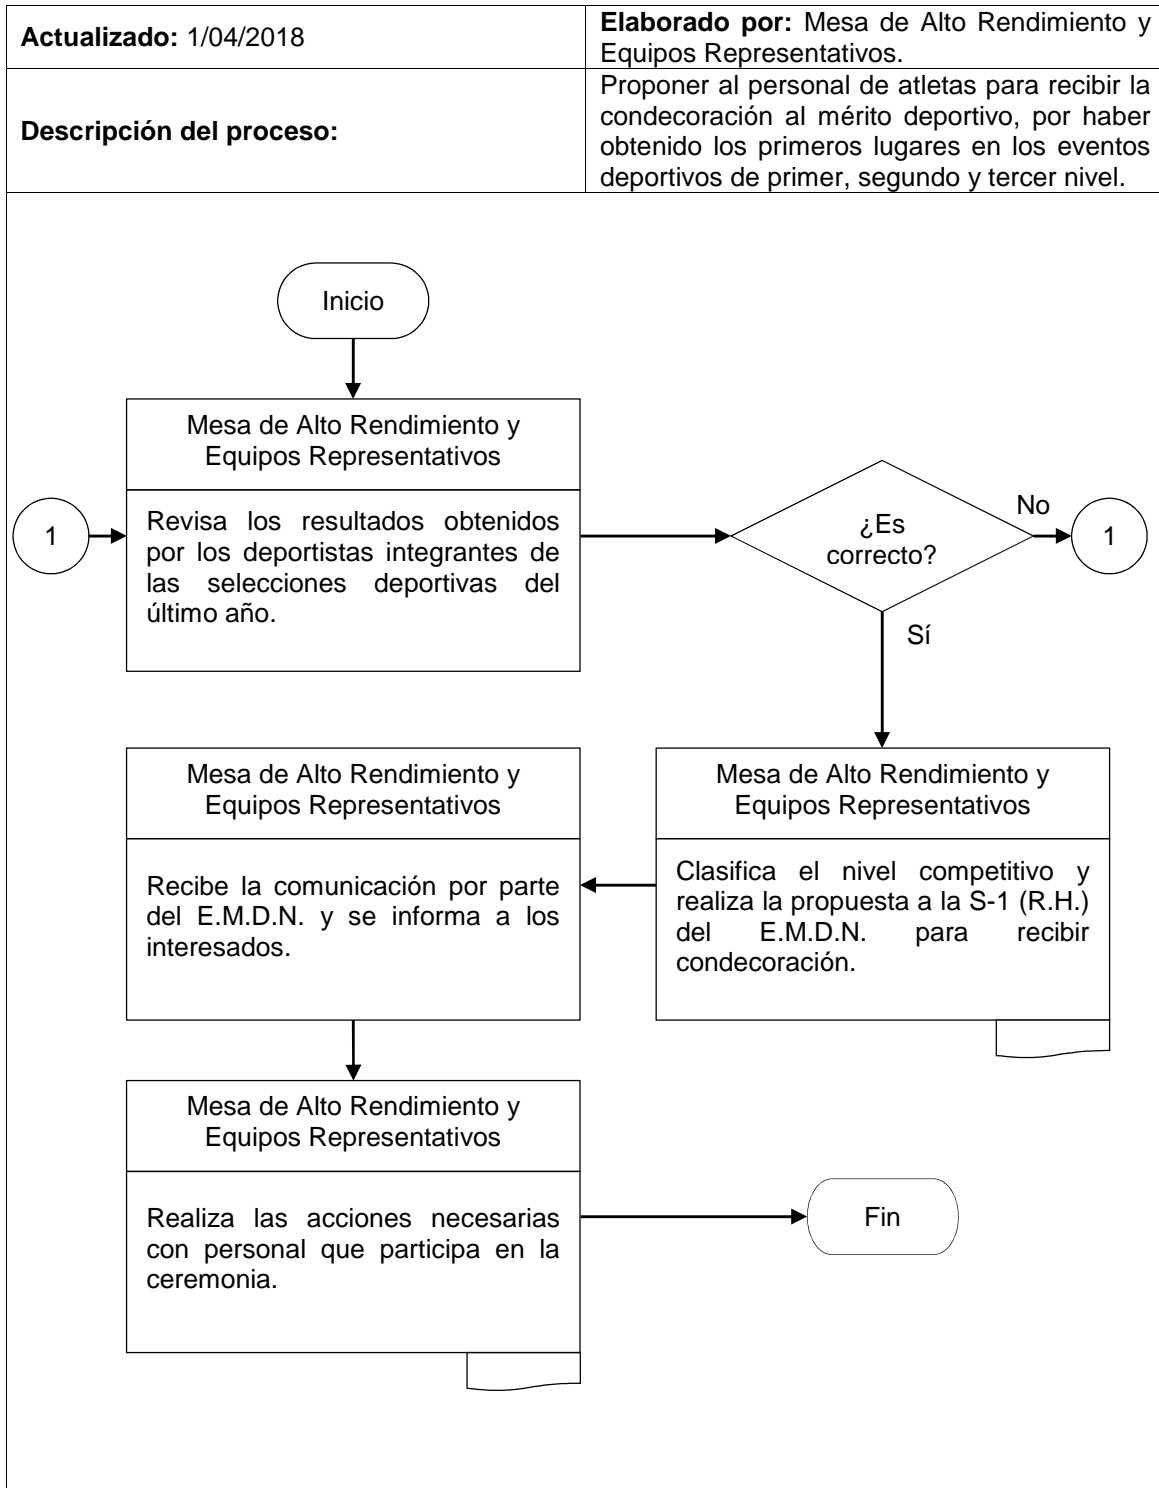 Actualizado: 1/04/2018
Elaborado por: Mesa de Alto Rendimiento y
Equipos Representativos.
Descripción del proceso:
Proponer al personal de atletas para recibir la
condecoración al mérito deportivo, por haber
obtenido los primeros lugares en los eventos
deportivos de primer, segundo y tercer nivel.
Inicio
Mesa de Alto Rendimiento y
Equipos Representativos
1
Revisa los resultados obtenidos
por los deportistas integrantes de
las selecciones deportivas del
último año.
¿Es
correcto?
No
1
Sí
Mesa de Alto Rendimiento y
Equipos Representativos
Clasifica el nivel competitivo y
realiza la propuesta a la S-1 (R.H.)
del E.M.D.N. para recibir
condecoración.
Mesa de Alto Rendimiento y
Equipos Representativos
Recibe la comunicación por parte
del E.M.D.N. y se informa a los
interesados.
Mesa de Alto Rendimiento y
Equipos Representativos
Realiza las acciones necesarias
con personal que participa en la
ceremonia.
Fin